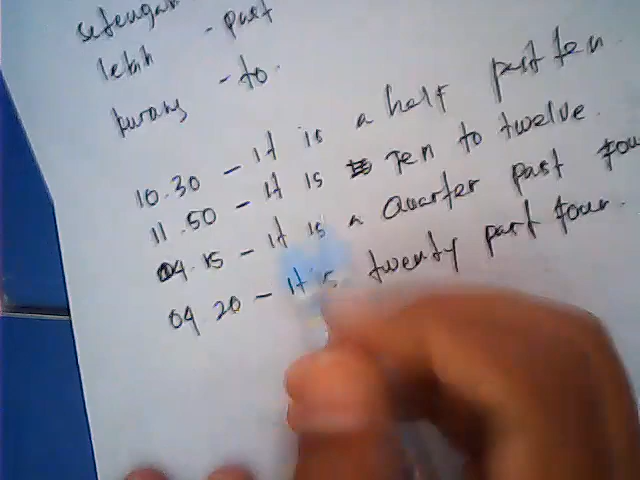 setengah
lebih - past
kurang - to.
10.30 - it is a half past ten
11.50 - it is Ten to twelve.
04.15 - it is a Quarter past four
04 20 - it is twenty past four.